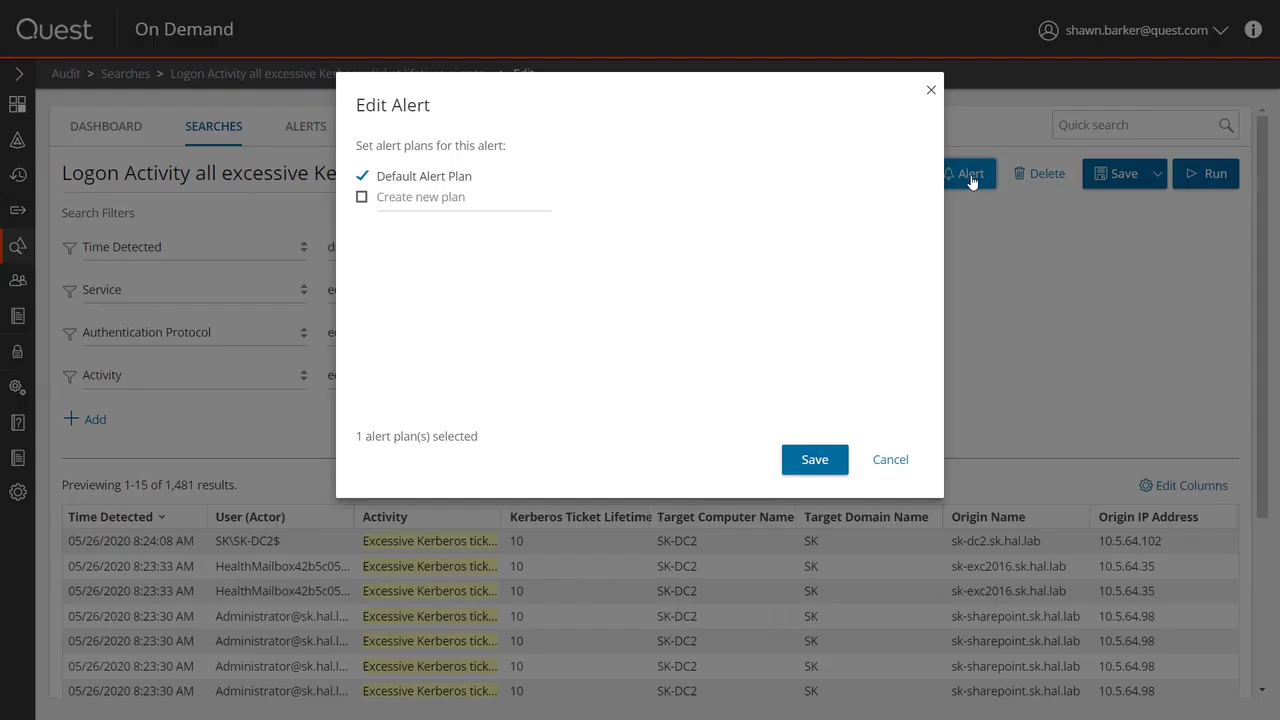 Quest
On Demand
shawn.barker@quest.com
Audit > Searches > Logon Activity all excessive
Edit
DASHBOARD SEARCHES ALERTS
Quick search
Logon Activity all excessive Ke
Alert
Delete
Save
Run
Search Filters
Time Detected
Service
Authentication Protocol
Activity
Add
Edit Alert
Set alert plans for this alert:
Default Alert Plan
Create new plan
1 alert plan(s) selected
Save Cancel
Previewing 1-15 of 1,481 results.
Edit Columns
Time Detected User (Actor) Activity Kerberos Ticket Lifetime Target Computer Name Target Domain Name Origin Name Origin IP Address
05/26/2020 8:24:08 AM SK\SK-DC2$ Excessive Kerberos tick... 10 SK-DC2 SK sk-dc2.sk.hal.lab 10.5.64.102
05/26/2020 8:23:33 AM HealthMailbox42b5c05... Excessive Kerberos tick... 10 SK-DC2 SK sk-exc2016.sk.hal.lab 10.5.64.35
05/26/2020 8:23:33 AM HealthMailbox42b5c05... Excessive Kerberos tick... 10 SK-DC2 SK sk-exc2016.sk.hal.lab 10.5.64.35
05/26/2020 8:23:30 AM Administrator@sk.hal.l... Excessive Kerberos tick... 10 SK-DC2 SK sk-sharepoint.sk.hal.lab 10.5.64.98
05/26/2020 8:23:30 AM Administrator@sk.hal.l... Excessive Kerberos tick... 10 SK-DC2 SK sk-sharepoint.sk.hal.lab 10.5.64.98
05/26/2020 8:23:30 AM Administrator@sk.hal.l... Excessive Kerberos tick... 10 SK-DC2 SK sk-sharepoint.sk.hal.lab 10.5.64.98
05/26/2020 8:23:30 AM Administrator@sk.hal.l... Excessive Kerberos tick... 10 SK-DC2 SK sk-sharepoint.sk.hal.lab 10.5.64.98